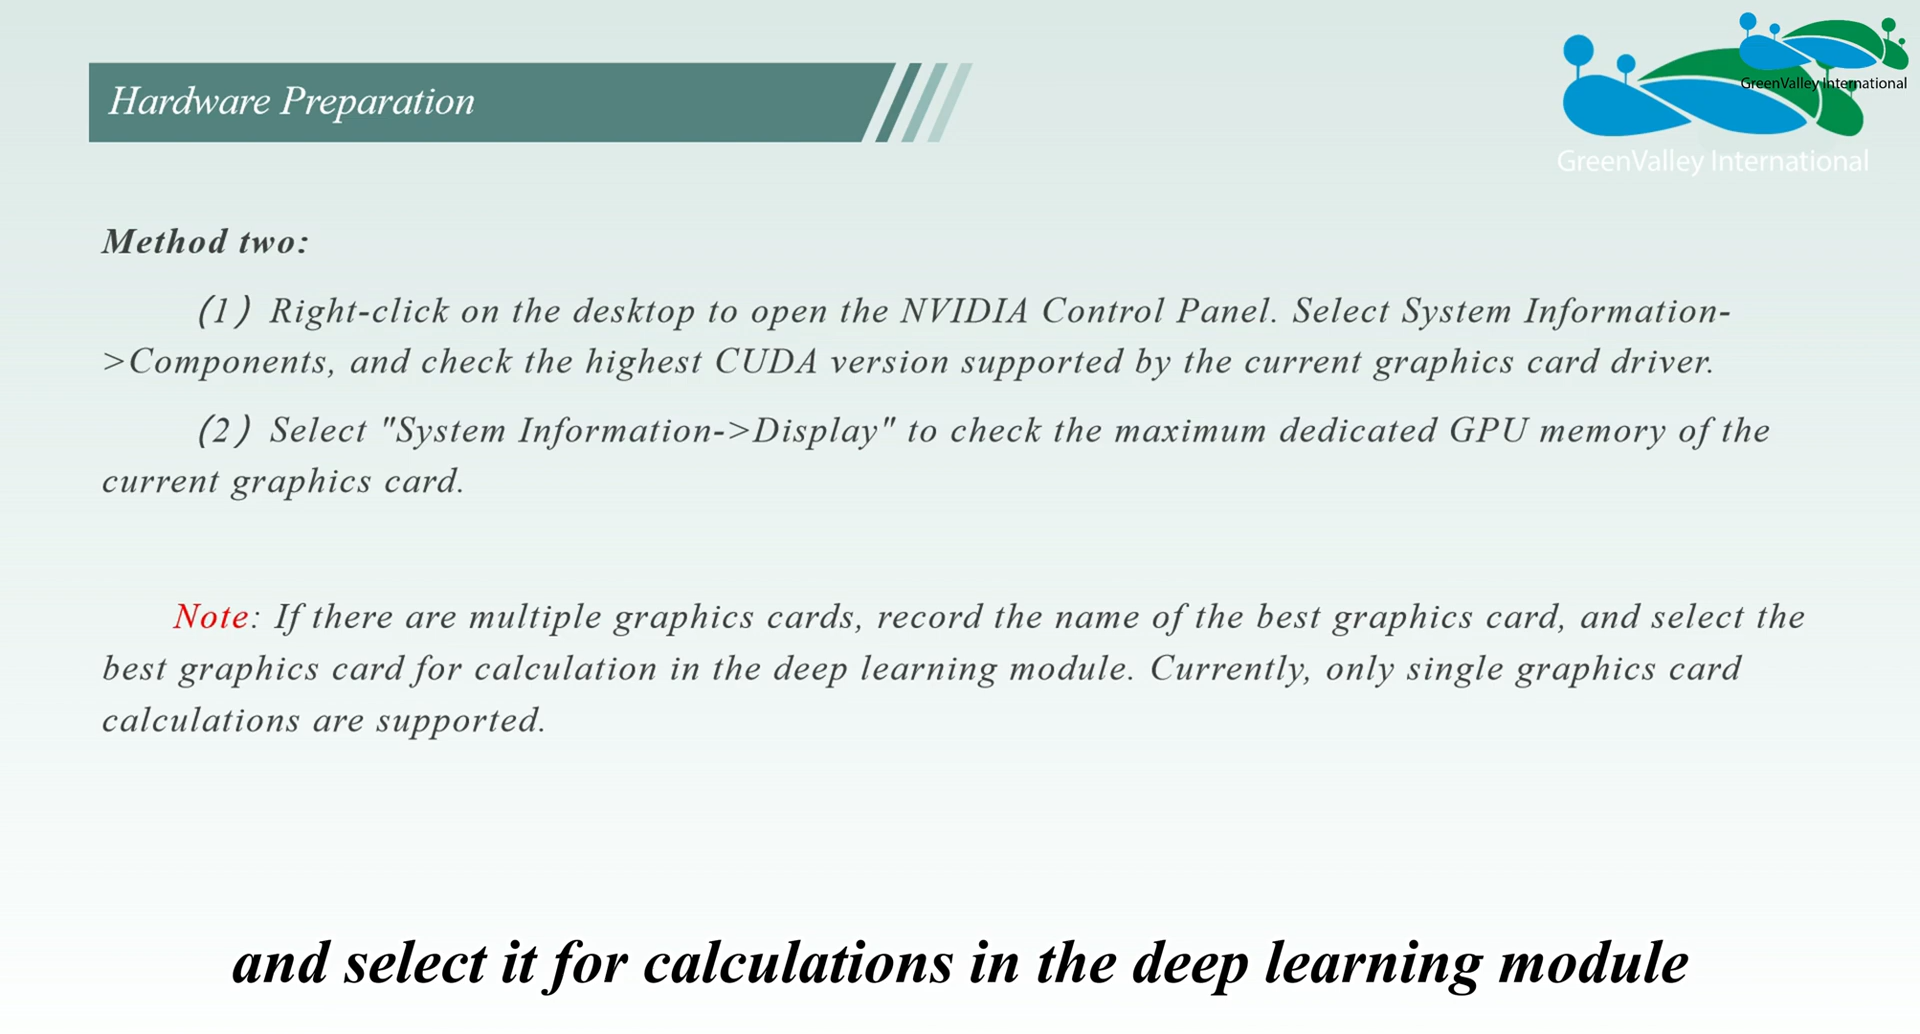 Hardware Preparation
GreenValley International
GreenValley International
Method two:
(1) Right-click on the desktop to open the NVIDIA Control Panel. Select System Information-
>Components, and check the highest CUDA version supported by the current graphics card driver.
(2) Select "System Information->Display" to check the maximum dedicated GPU memory of the
current graphics card.
Note: If there are multiple graphics cards, record the name of the best graphics card, and select the
best graphics card for calculation in the deep learning module. Currently, only single graphics card
calculations are supported.
and select it for calculations in the deep learning module